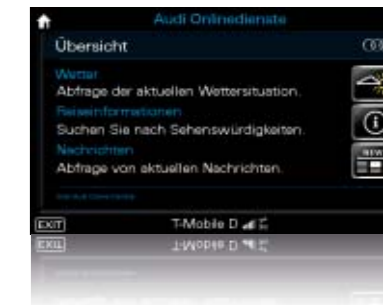 Audi Onlinedienste
Übersicht
Wetter
Abfrage der aktuellen Wettersituation.
Reiseinformationen
Suchen Sie nach Sehenswürdigkeiten.
Nachrichten
Abfrage von aktuellen Nachrichten.
NEWS
EXIT T-Mobile D